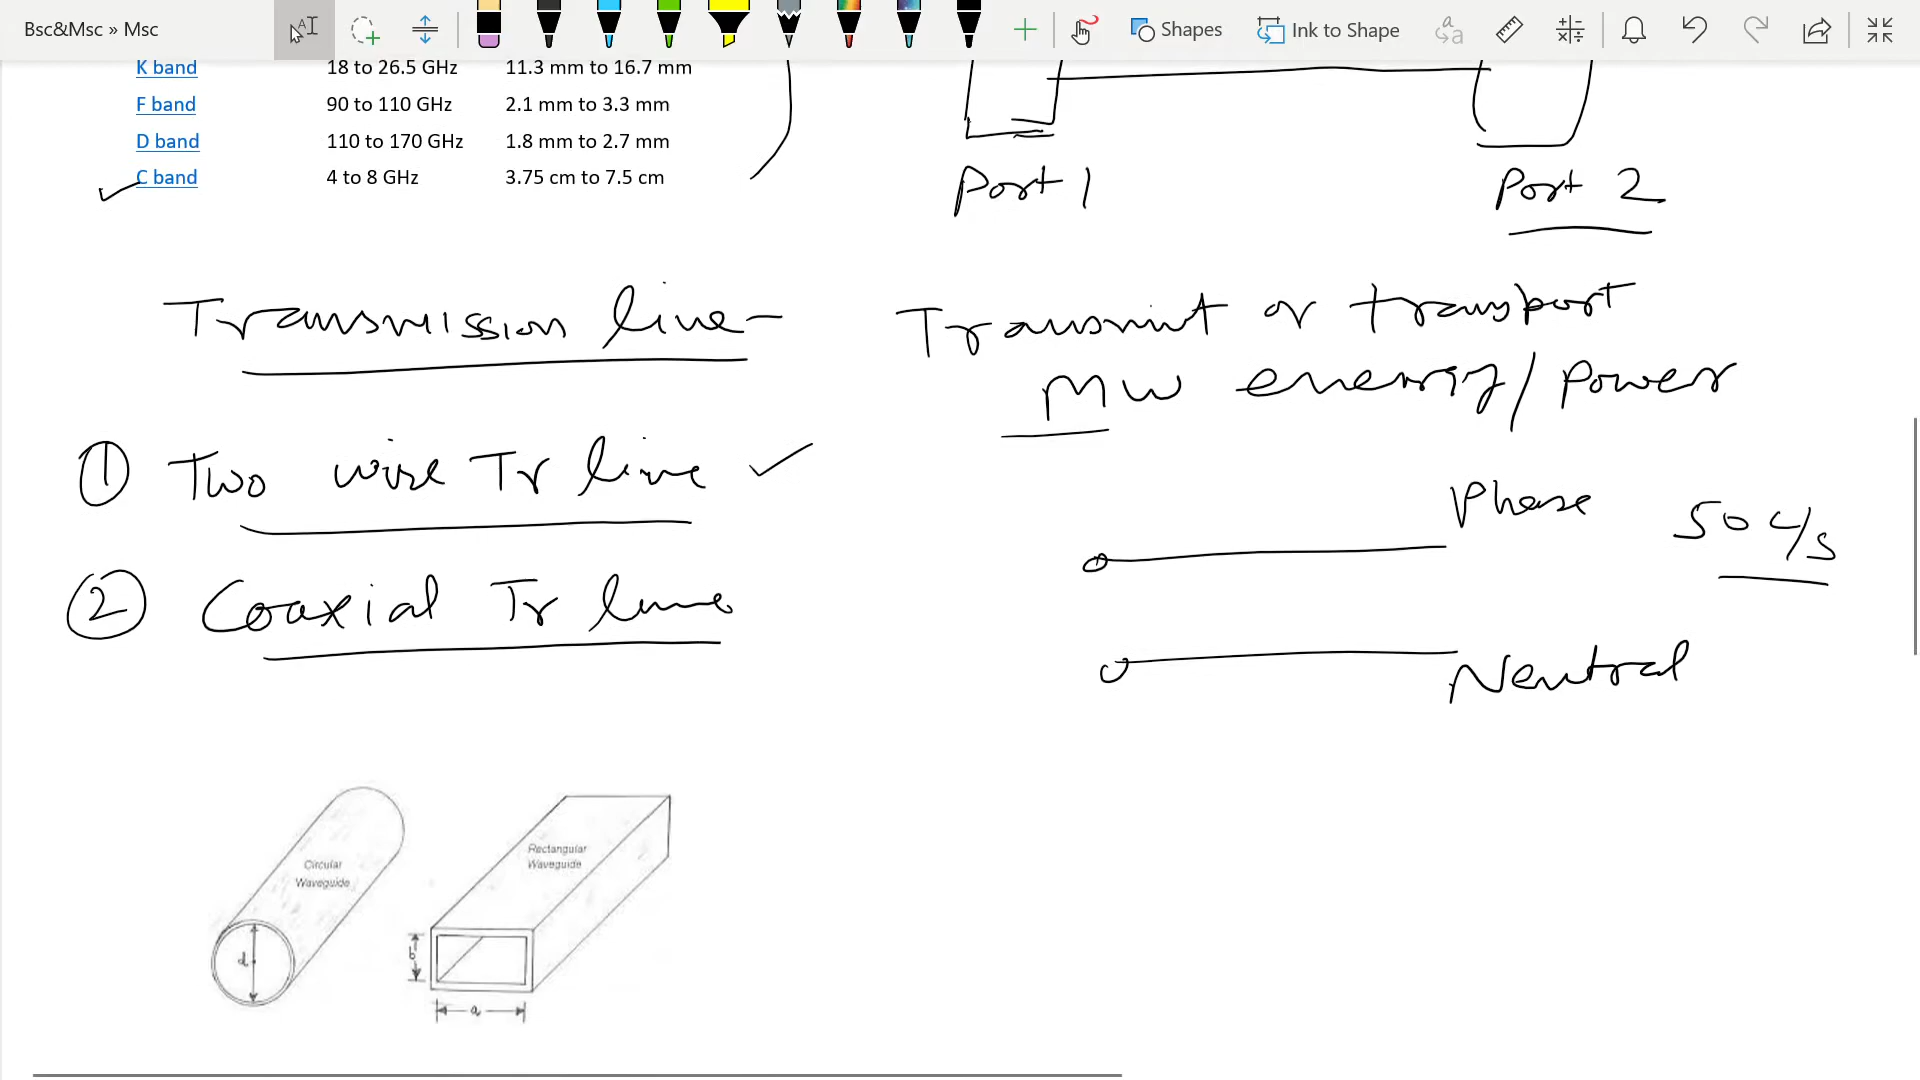 Bsc&Msc » Msc
Shapes
Ink to Shape
K band 18 to 26.5 GHz 11.3 mm to 16.7 mm
F band 90 to 110 GHz 2.1 mm to 3.3 mm
D band 110 to 170 GHz 1.8 mm to 2.7 mm
C band 4 to 8 GHz 3.75 cm to 7.5 cm
Port 1
Port 2
Transmission line-
Transmit or transport
MW energy/Power
① Two wire Tr line
② Coaxial Tr line
Phase
50 c/s
Neutral
Circular
Waveguide
d
Rectangular
Waveguide
b
a